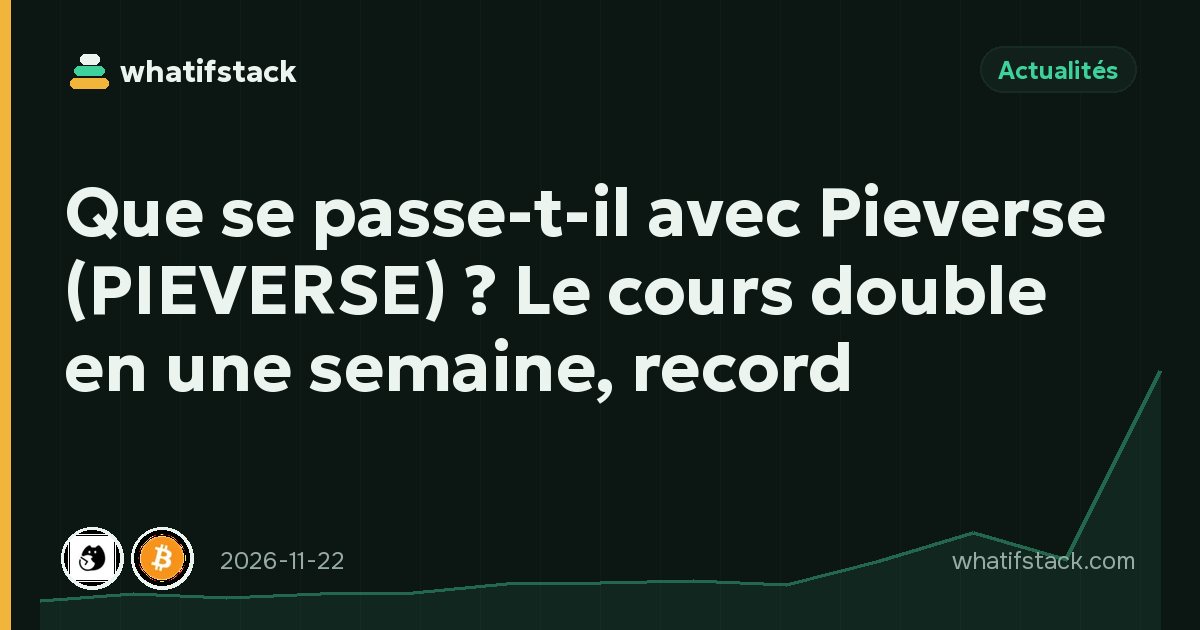 whatifstack
Actualités
Que se passe-t-il avec Pieverse
(PIEVERSE) ? Le cours double
en une semaine, record
2026-11-22
whatifstack.com